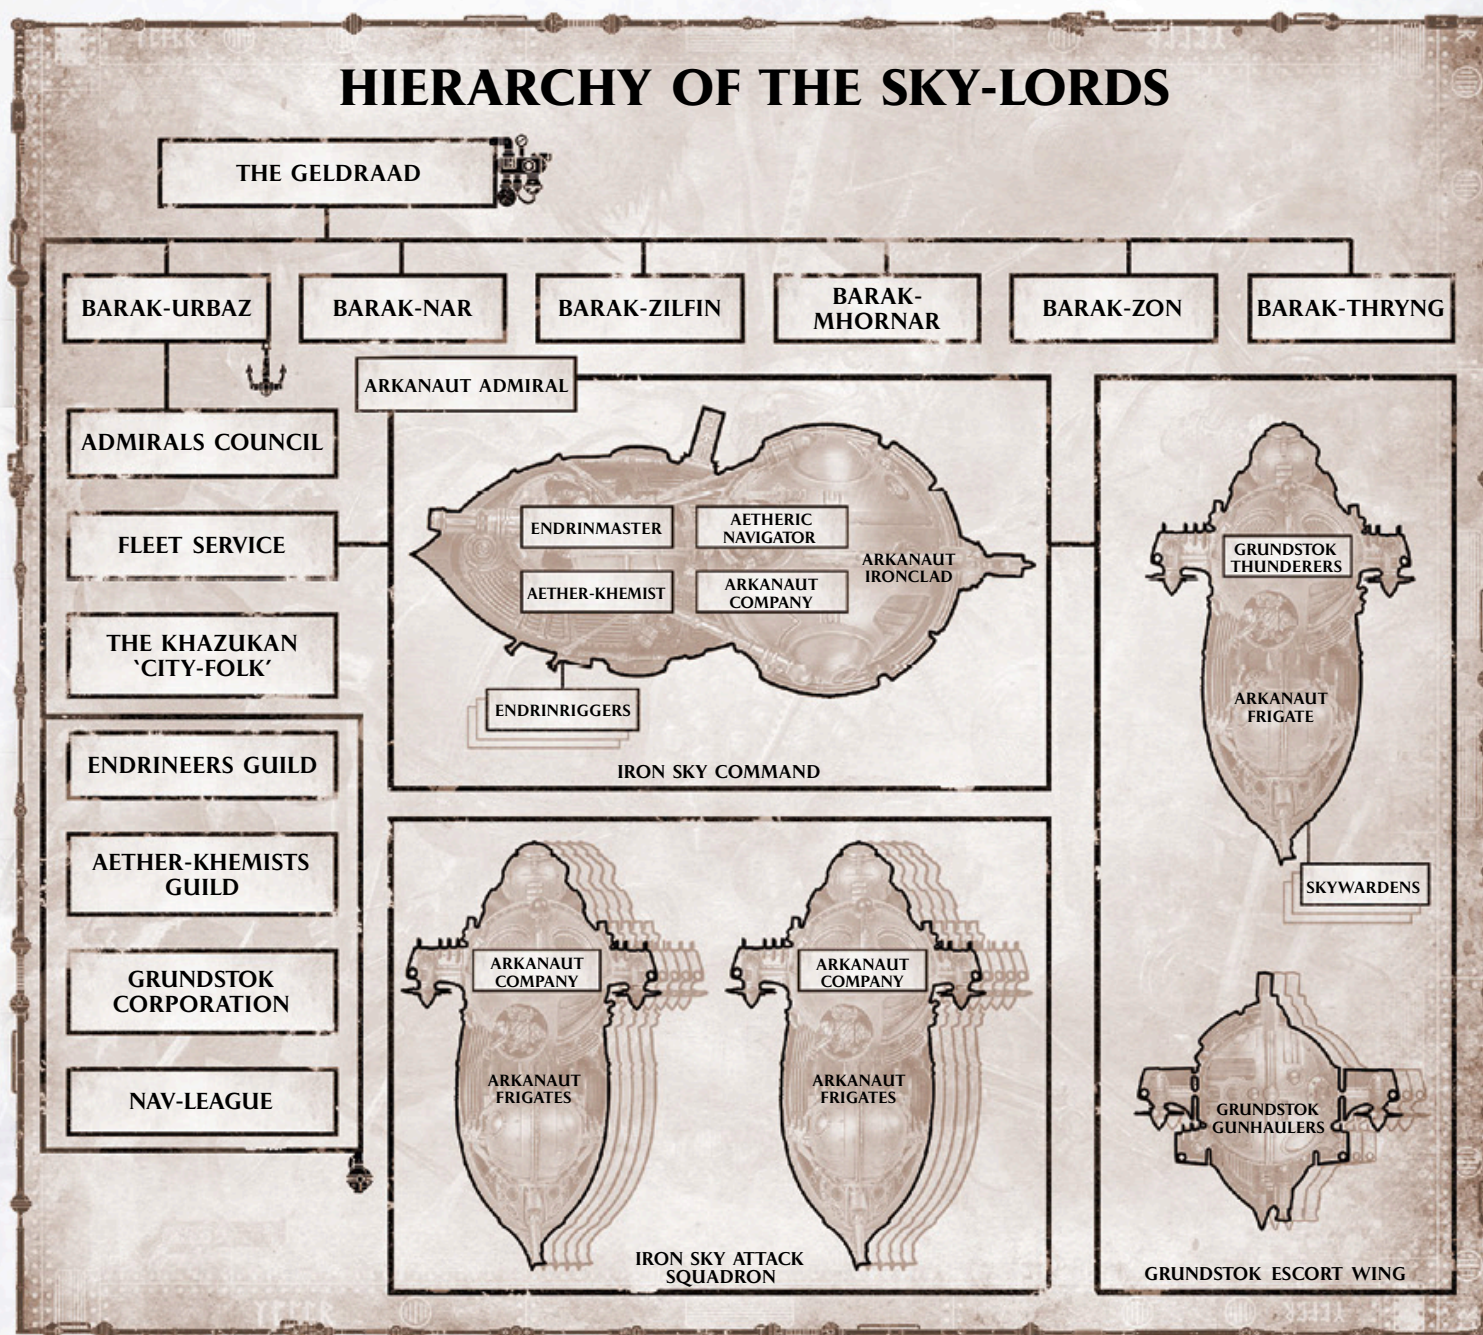 HIERARCHY OF THE SKY-LORDS
THE GELDRAAD
BARAK-URBAZ
BARAK-NAR
BARAK-ZILFIN
BARAK-
MHORNAR
BARAK-ZON
BARAK-THRYNG
ADMIRALS COUNCIL
FLEET SERVICE
THE KHAZUKAN
‘CITY-FOLK’
ENDRINEERS GUILD
AETHER-KHEMISTS
GUILD
GRUNDSTOK
CORPORATION
NAV-LEAGUE
ARKANAUT ADMIRAL
ENDRINMASTER
AETHERIC
NAVIGATOR
AETHER-KHEMIST
ARKANAUT
COMPANY
ARKANAUT
IRONCLAD
ENDRINRIGGERS
IRON SKY COMMAND
ARKANAUT
COMPANY
ARKANAUT
FRIGATES
ARKANAUT
COMPANY
ARKANAUT
FRIGATES
IRON SKY ATTACK
SQUADRON
GRUNDSTOK
THUNDERERS
ARKANAUT
FRIGATE
SKYWARDENS
GRUNDSTOK
GUNHAULERS
GRUNDSTOK ESCORT WING